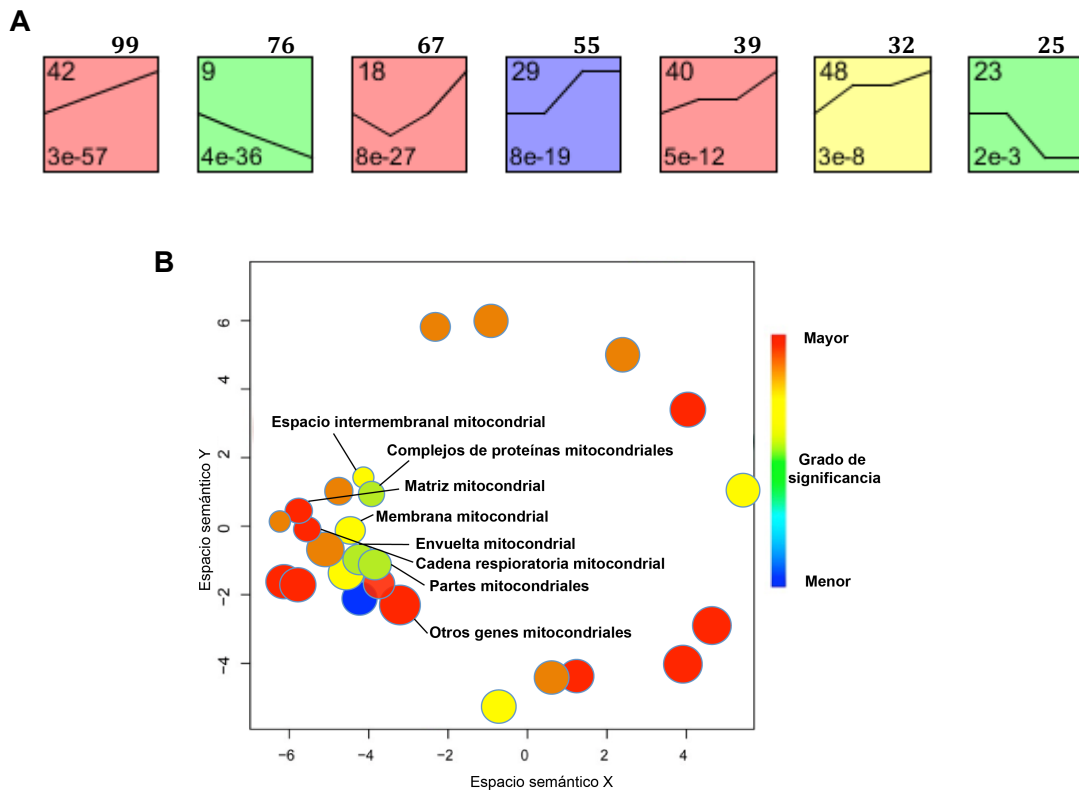 A
99 76 67 55 39 32 25
42 9 18 29 40 48 23
3e-57 4e-36 8e-27 8e-19 5e-12 3e-8 2e-3
B
Mayor
Grado de
significancia
Menor
Espacio semántico Y
6
4
2
0
−2
−4
Espacio intermembranal mitocondrial
Complejos de proteínas mitocondriales
Matriz mitocondrial
Membrana mitocondrial
Envuelta mitocondrial
Cadena respioratoria mitocondrial
Partes mitocondriales
Otros genes mitocondriales
−6 −4 −2 0 2 4
Espacio semántico X